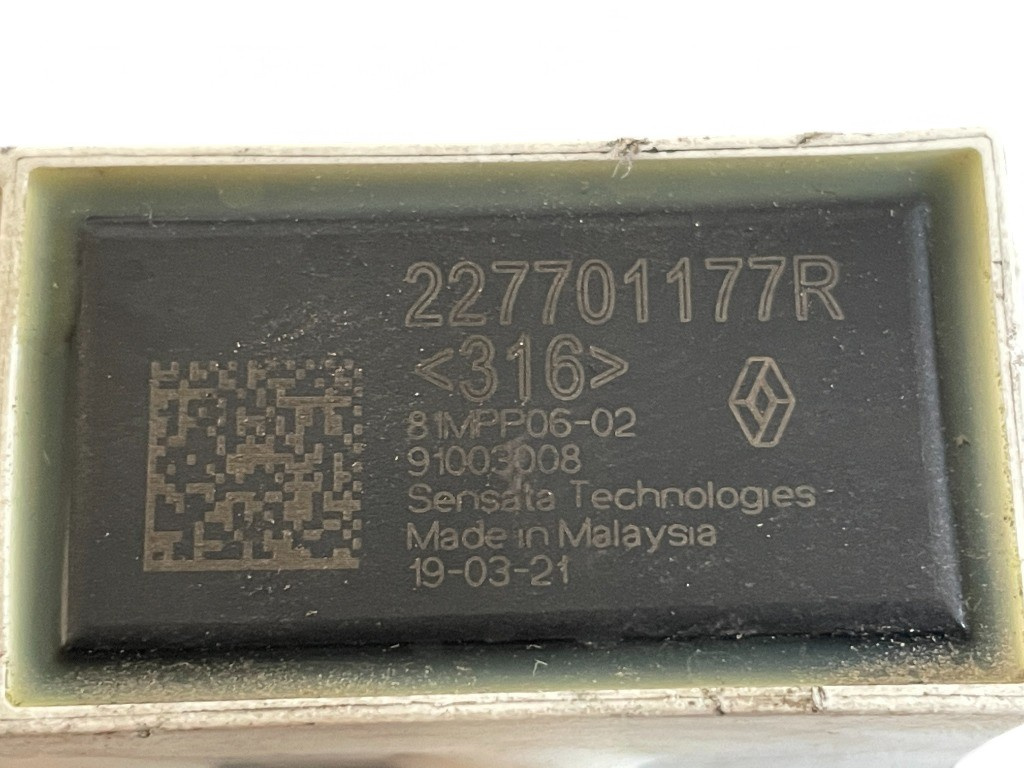 227701177R
<316>
81MPP06-02
91003008
Sensata Technologies
Made in Malaysia
19-03-21